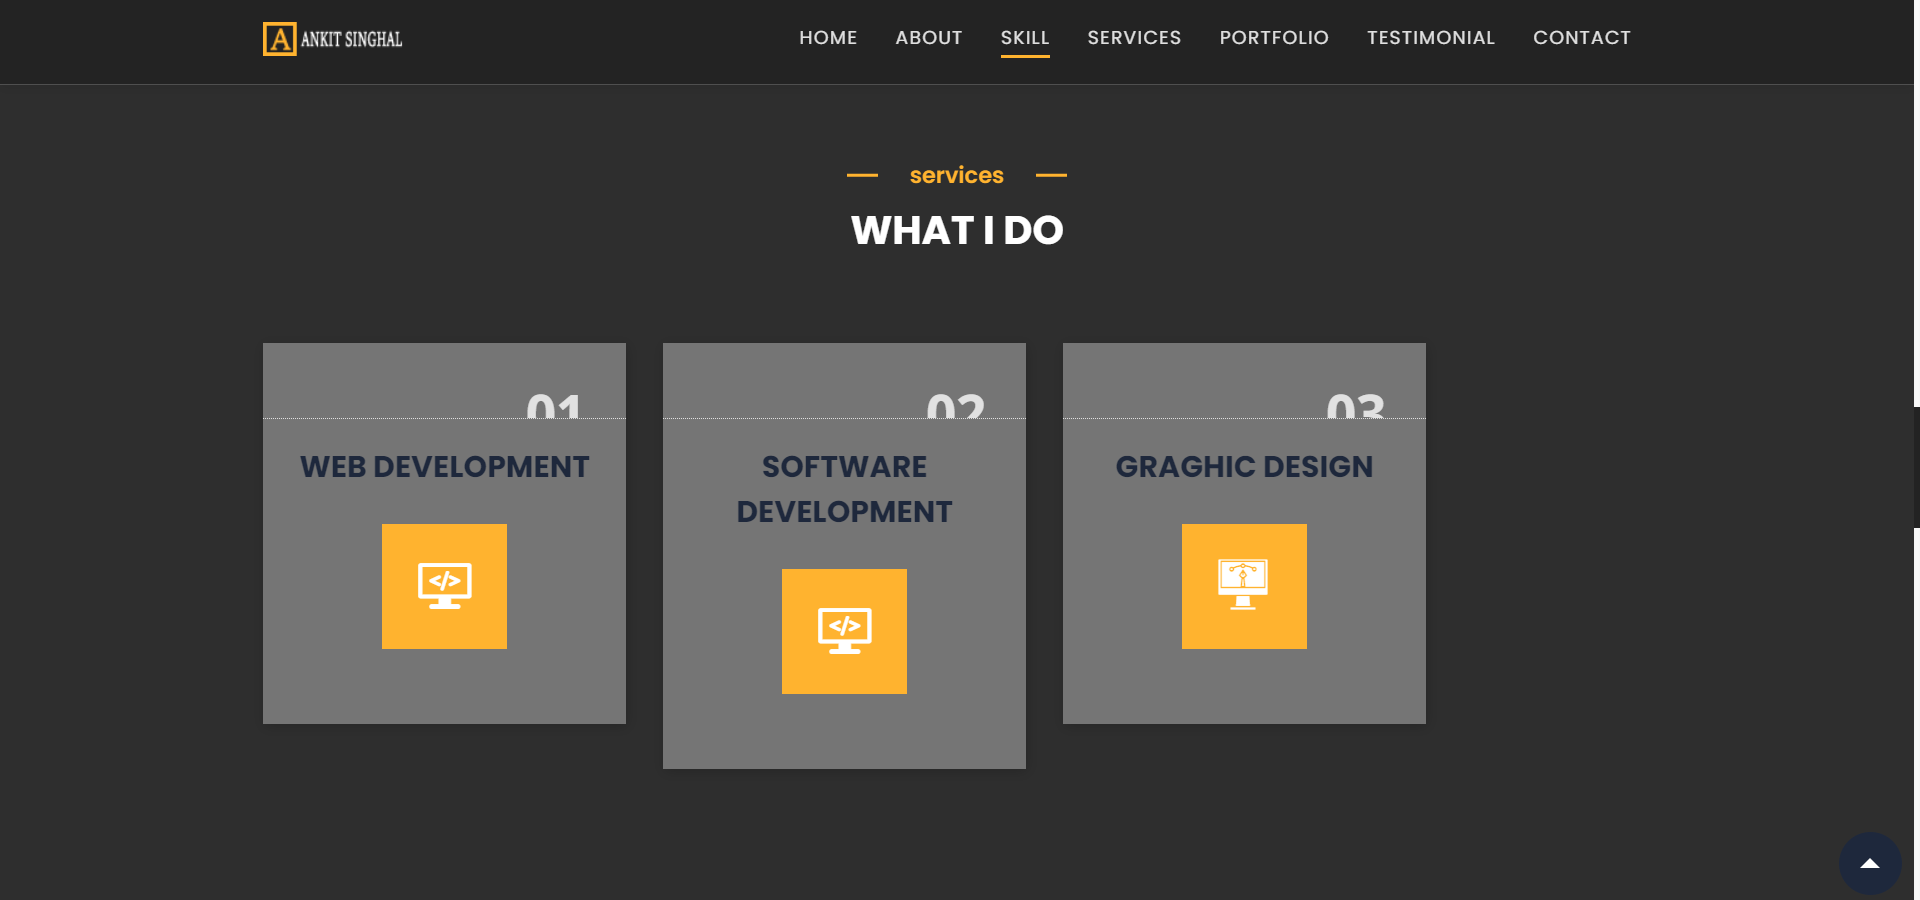 A ANKIT SINGHAL
HOME ABOUT SKILL SERVICES PORTFOLIO TESTIMONIAL CONTACT
services
WHAT I DO
01
WEB DEVELOPMENT
</>
02
SOFTWARE
DEVELOPMENT
</>
03
GRAGHIC DESIGN